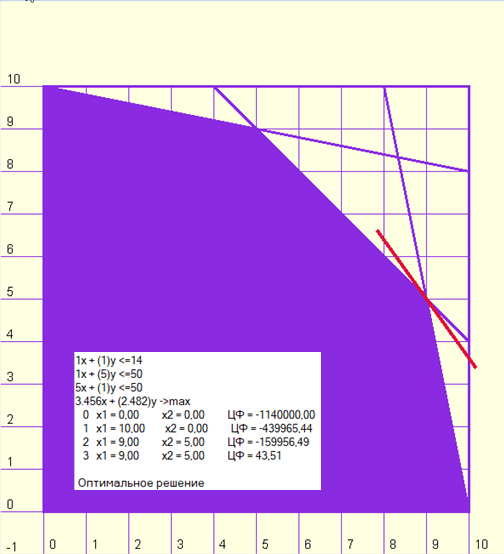 10
9
8
7
6
5
4
3
2
1
0
-1
1x + (1)y <=14
1x + (5)y <=50
5x + (1)y <=50
3.456x + (2.482)y ->max
0 x1 = 0,00 x2 = 0,00 ЦФ = -1140000,00
1 x1 = 10,00 x2 = 0,00 ЦФ = -439965,44
2 x1 = 9,00 x2 = 5,00 ЦФ = -159956,49
3 x1 = 9,00 x2 = 5,00 ЦФ = 43,51
Оптимальное решение
0 1 2 3 4 5 6 7 8 9 10